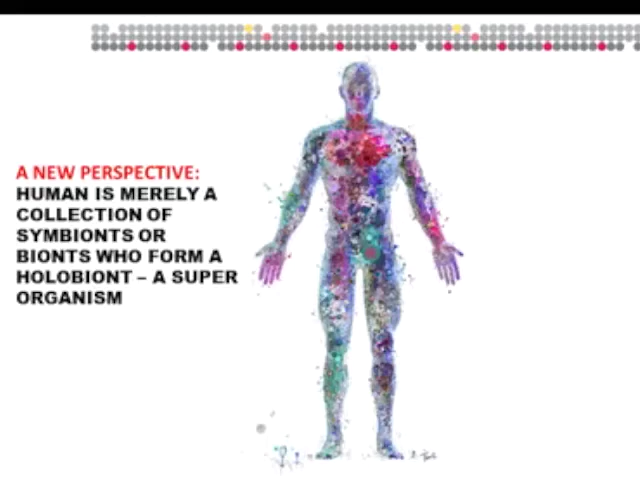 A NEW PERSPECTIVE:
HUMAN IS MERELY A
COLLECTION OF
SYMBIONTS OR
BIONTS WHO FORM A
HOLOBIONT – A SUPER
ORGANISM